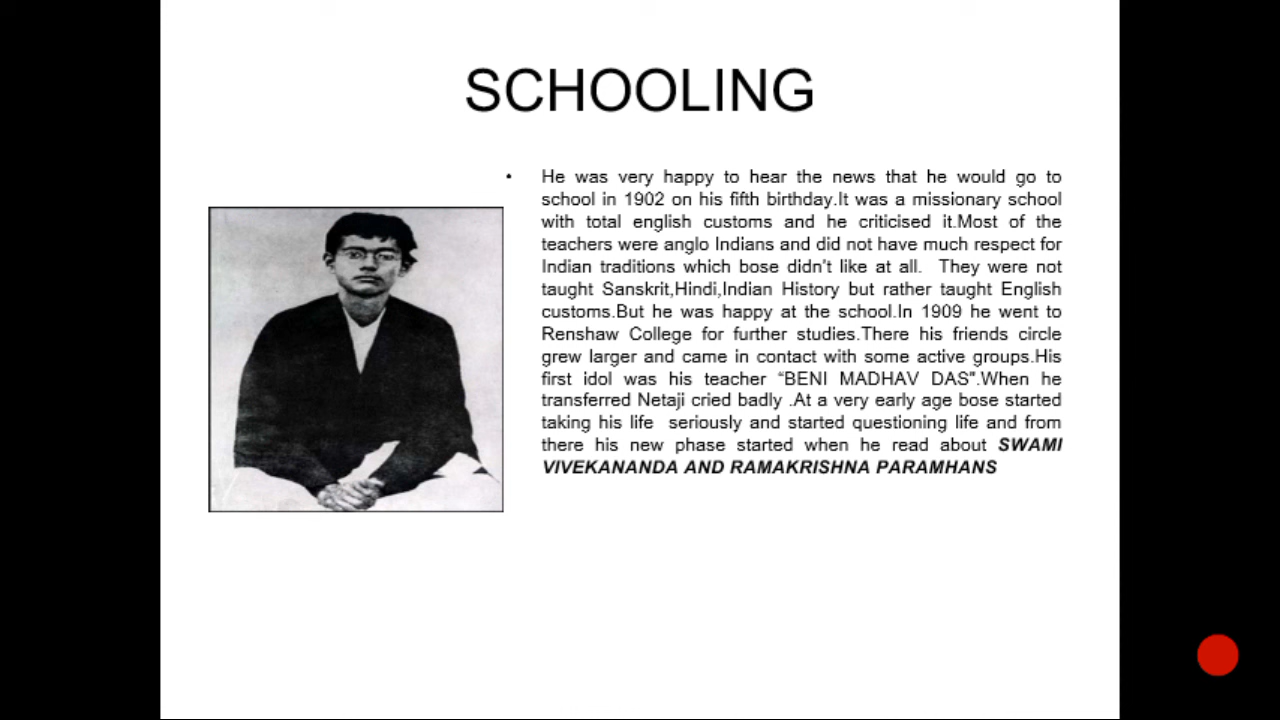 SCHOOLING
• He was very happy to hear the news that he would go to
school in 1902 on his fifth birthday.It was a missionary school
with total english customs and he criticised it.Most of the
teachers were anglo Indians and did not have much respect for
Indian traditions which bose didn't like at all.  They were not
taught Sanskrit,Hindi,Indian History but rather taught English
customs.But he was happy at the school.In 1909 he went to
Renshaw College for further studies.There his friends circle
grew larger and came in contact with some active groups.His
first idol was his teacher “BENI MADHAV DAS”.When he
transferred Netaji cried badly .At a very early age bose started
taking his life  seriously and started questioning life and from
there his new phase started when he read about SWAMI
VIVEKANANDA AND RAMAKRISHNA PARAMHANS